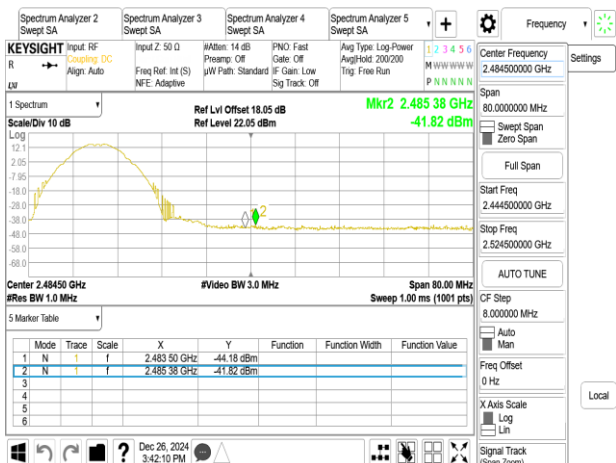 Spectrum Analyzer 2
Swept SA
Spectrum Analyzer 3
Swept SA
Spectrum Analyzer 4
Swept SA
Spectrum Analyzer 5
Swept SA
+
Frequency
KEYSIGHT
R
Input: RF
Coupling: DC
Align: Auto
Input Z: 50 Ω
Freq Ref: Int (S)
NFE: Adaptive
#Atten: 14 dB
Preamp: Off
µW Path: Standard
PNO: Fast
Gate: Off
IF Gain: Low
Sig Track: Off
Avg Type: Log-Power
Avg|Hold: 200/200
Trig: Free Run
1 2 3 4 5 6
M W W W W W
P N N N N N
Center Frequency
2.484500000 GHz
Settings
Span
80.0000000 MHz
Swept Span
Zero Span
Full Span
Start Freq
2.444500000 GHz
Stop Freq
2.524500000 GHz
AUTO TUNE
CF Step
8.000000 MHz
Auto
Man
Freq Offset
0 Hz
X Axis Scale
Log
Lin
Local
Signal Track
(Span Zoom)
1 Spectrum
Scale/Div 10 dB
Ref Lvl Offset 18.05 dB
Ref Level 22.05 dBm
Mkr2 2.485 38 GHz
-41.82 dBm
Log
12.1
2.05
-7.95
-18.0
-28.0
-38.0
-48.0
-58.0
-68.0
2
Center 2.48450 GHz
#Res BW 1.0 MHz
#Video BW 3.0 MHz
Span 80.00 MHz
Sweep 1.00 ms (1001 pts)
5 Marker Table
Mode Trace Scale X Y Function Function Width Function Value
1 N 1 f 2.483 50 GHz -44.18 dBm
2 N 1 f 2.485 38 GHz -41.82 dBm
3
4
5
6
?
Dec 26, 2024
3:42:10 PM